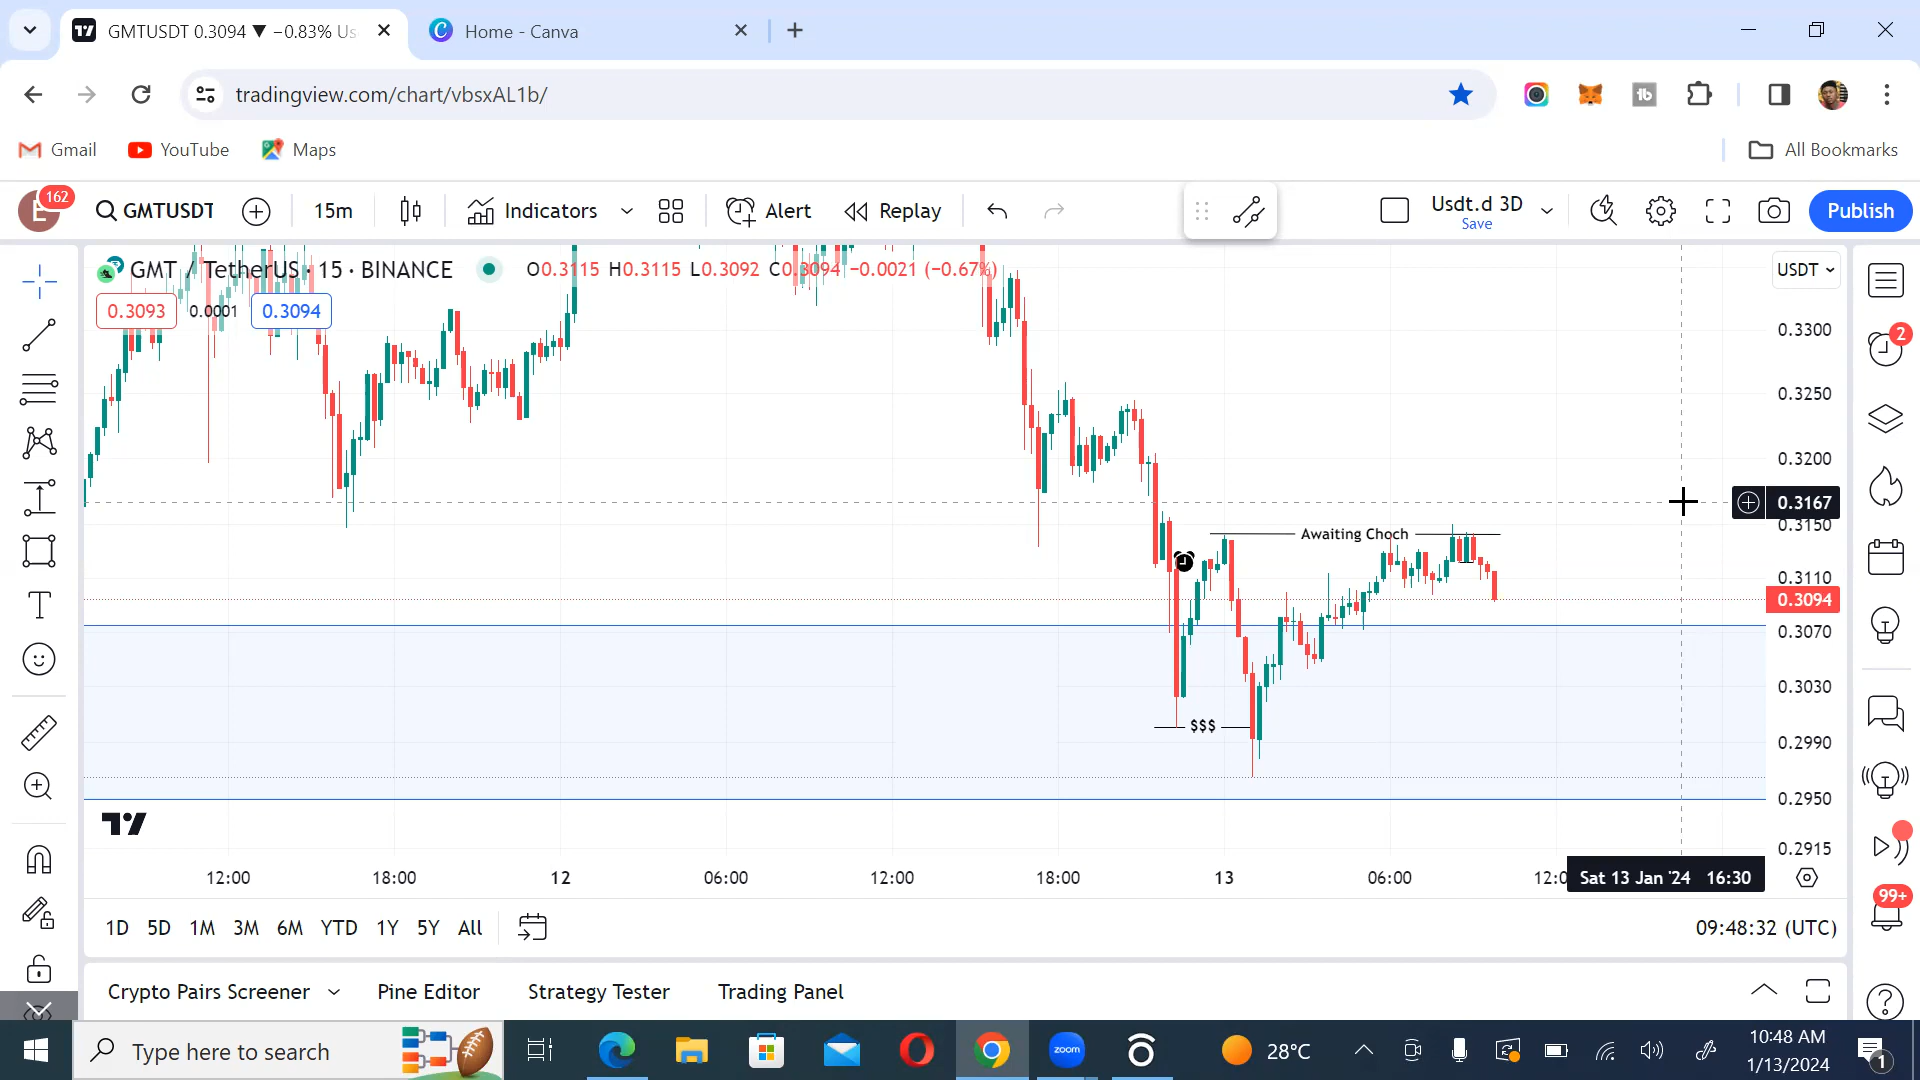 GMTUSDT 0.3094 ▼ −0.83% Us
Home - Canva
tradingview.com/chart/vbsxAL1b/
Gmail
YouTube
Maps
All Bookmarks
E
162
GMTUSDT
15m
Indicators
Alert
Replay
Usdt.d 3D
Save
Publish
GMT / TetherUS · 15 · BINANCE
O0.3115 H0.3115 L0.3092 C0.3094 −0.0021 (−0.67%)
USDT
0.3093
0.0001
0.3094
0.3300
0.3250
0.3200
0.3167
0.3150
Awaiting Choch
0.3110
0.3094
0.3070
0.3030
$$$
0.2990
0.2950
0.2915
2
99+
12:00
18:00
12
06:00
12:00
18:00
13
06:00
12:0
Sat 13 Jan '24 16:30
1D
5D
1M
3M
6M
YTD
1Y
5Y
All
09:48:32 (UTC)
Crypto Pairs Screener
Pine Editor
Strategy Tester
Trading Panel
Type here to search
zoom
28°C
10:48 AM
1/13/2024
1